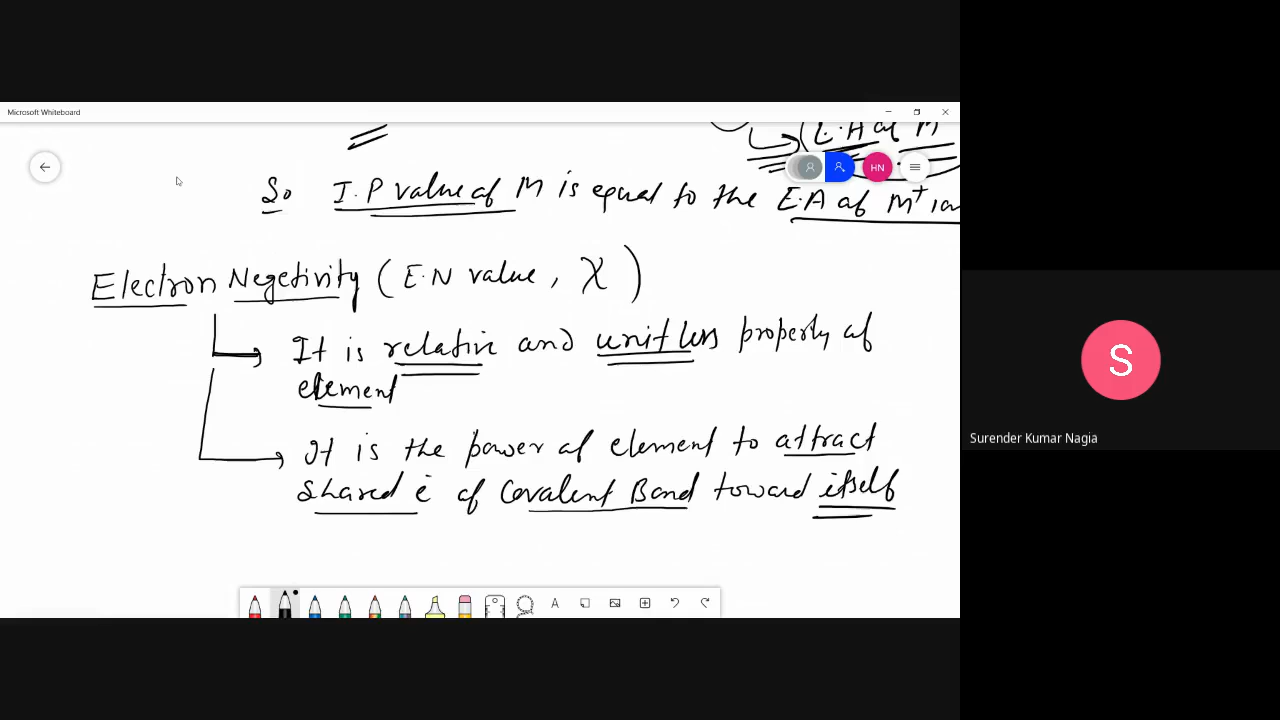 Microsoft Whiteboard
(E.A of M
HN
So I.P value of M is equal to the E.A of M+ ion
Electron Negetivity (E.N value, χ)
It is relative and unitless property of
element
It is the power of element to attract
shared e of Covalent Bond toward itself
A
S
Surender Kumar Nagia